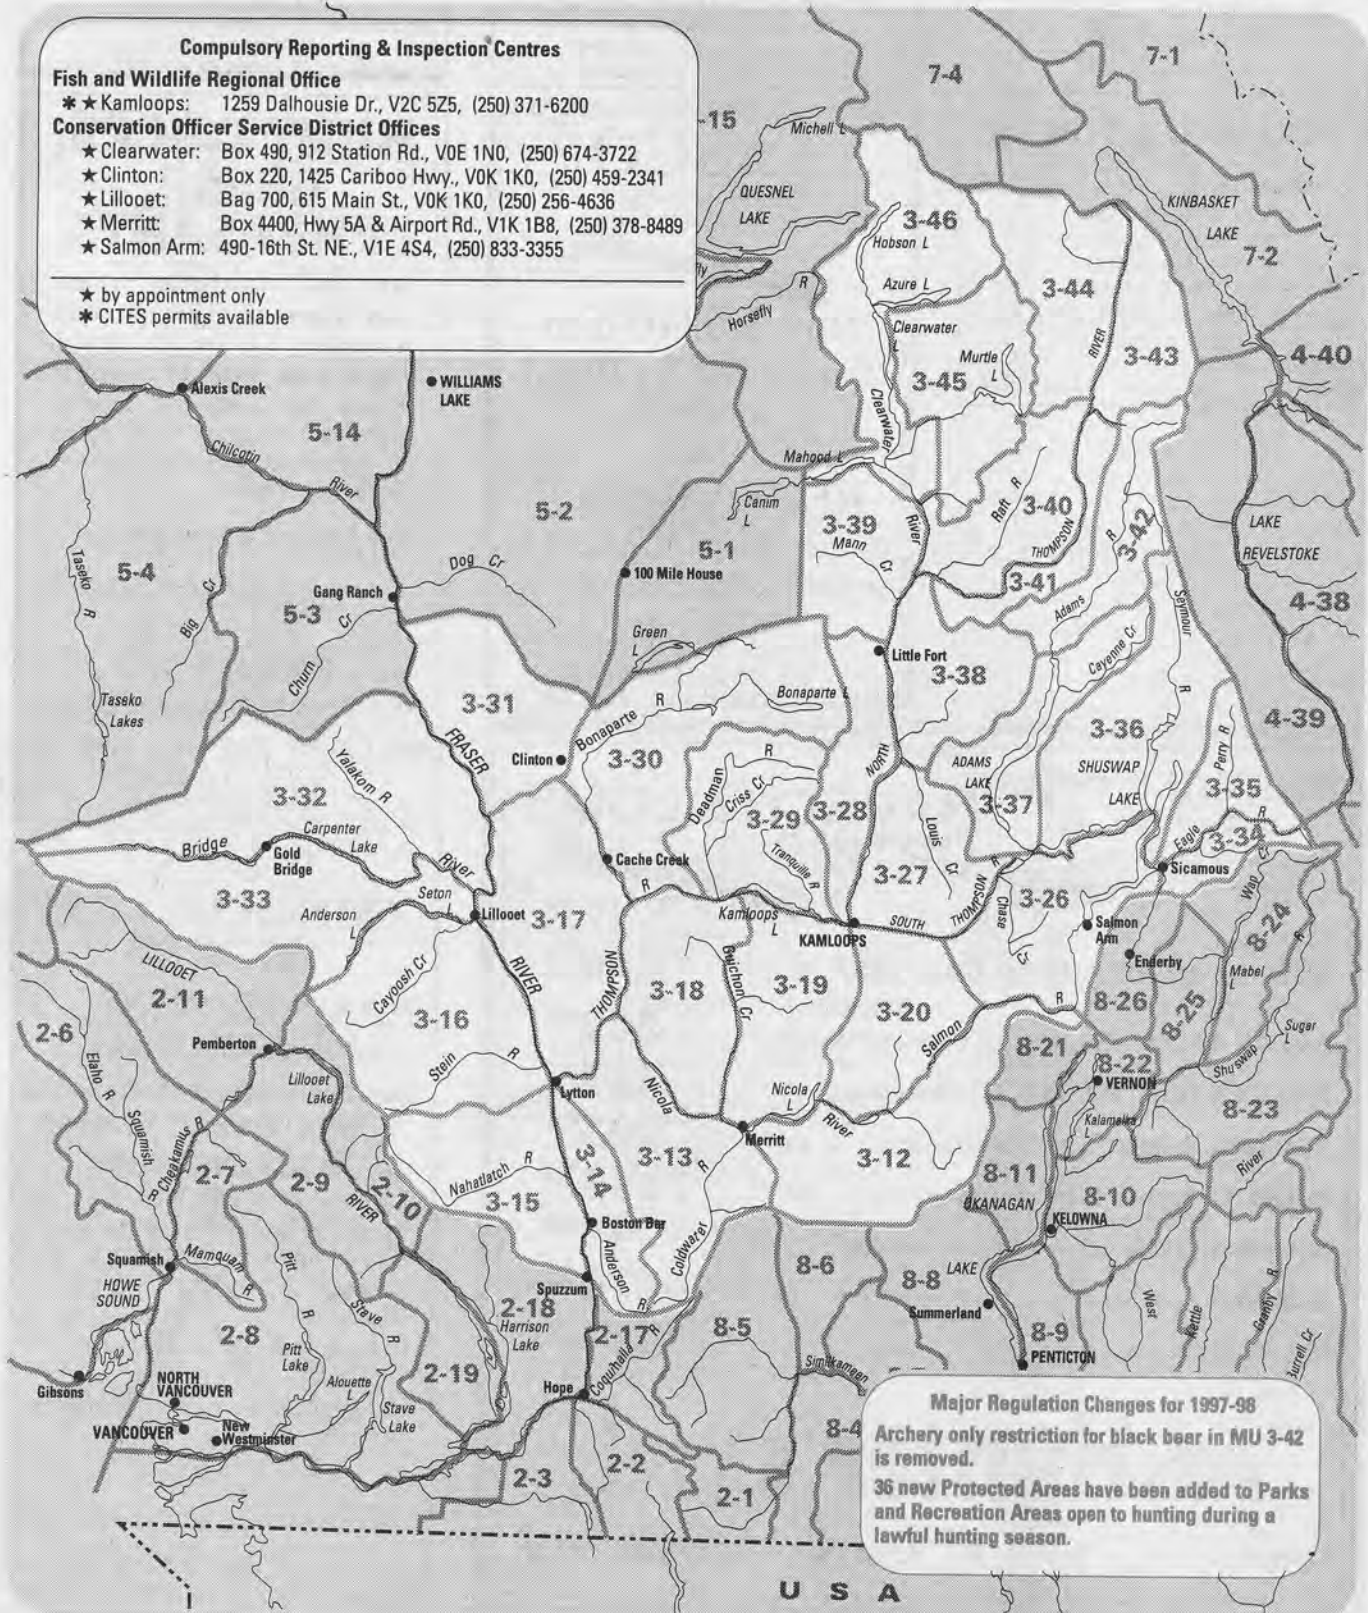 Compulsory Reporting & Inspection Centres
Fish and Wildlife Regional Office
✱ ★ Kamloops: 1259 Dalhousie Dr., V2C 5Z5, (250) 371-6200
Conservation Officer Service District Offices
★ Clearwater: Box 490, 912 Station Rd., V0E 1N0, (250) 674-3722
★ Clinton: Box 220, 1425 Cariboo Hwy., V0K 1K0, (250) 459-2341
★ Lillooet: Bag 700, 615 Main St., V0K 1K0, (250) 256-4636
★ Merritt: Box 4400, Hwy 5A & Airport Rd., V1K 1B8, (250) 378-8489
★ Salmon Arm: 490-16th St. NE., V1E 4S4, (250) 833-3355
★ by appointment only
✱ CITES permits available
7-4
7-1
-15
Michell L
QUESNEL
LAKE
KINBASKET
LAKE
7-2
3-46
Hobson L
Azure L
Horsefly R
3-44
RIVER
3-43
Clearwater
L
Murtle
L
3-45
4-40
Alexis Creek
WILLIAMS
LAKE
5-14
Chilcotin
River
Clearwater
River
Mahood L
Canim
L
5-2
5-1
3-39
Mann Cr
Raft R
3-40
THOMPSON
3-42
3-41
LAKE
REVELSTOKE
4-38
4-39
5-4
Taseko R
Taseko
Lakes
Big Cr
5-3
Churn Cr
Gang Ranch
Dog Cr
100 Mile House
Green
L
Little Fort
3-38
Adams R
Cayenne Cr
Seymour R
3-36
3-31
FRASER
Clinton
Bonaparte R
3-30
Bonaparte L
Deadman R
Criss Cr
3-29
Tranquille R
3-28
NORTH
ADAMS
LAKE
3-37
SHUSWAP
LAKE
Perry R
3-35
3-34
Eagle R
Sicamous
3-32
Yalakom R
Bridge
River
Gold
Bridge
Carpenter
Lake
3-33
Anderson
L
Seton
L
Lillooet
3-17
RIVER
Cache Creek
R
Kamloops
L
KAMLOOPS
3-27
Louis Cr
SOUTH
THOMPSON
R
Chase Cr
3-26
Salmon
Arm
Enderby
Wap Cr
8-24
Mabel
L
8-25
8-26
Sugar
L
Shuswap
R
LILLOOET
2-11
2-6
Elaho R
Squamish
R
Pemberton
Lillooet
Lake
Cayoosh Cr
3-16
Stein R
THOMPSON
3-18
Guichon Cr
3-19
3-20
Salmon R
8-21
8-22
VERNON
Kalamalka
L
8-23
Lytton
Nicola
River
Nicola
L
Merritt
3-12
3-13
3-14
Nahatlatch R
3-15
Boston Bar
Anderson R
Coldwater R
Spuzzum
Cheakamus R
2-7
2-9
2-10
RIVER
8-11
OKANAGAN
LAKE
8-10
KELOWNA
River
Squamish
Mamquam R
HOWE
SOUND
Pitt R
Pitt
Lake
Stave R
Stave
Lake
Alouette
L
2-8
2-18
Harrison
Lake
2-19
2-17
Coquihalla R
Hope
8-5
8-6
Similkameen
8-8
Summerland
8-9
PENTICTON
West
Kettle
Granby R
Burrell Cr
Gibsons
NORTH
VANCOUVER
VANCOUVER
New
Westminster
2-3
2-2
2-1
8-4
Major Regulation Changes for 1997-98
Archery only restriction for black bear in MU 3-42
is removed.
36 new Protected Areas have been added to Parks
and Recreation Areas open to hunting during a
lawful hunting season.
U S A